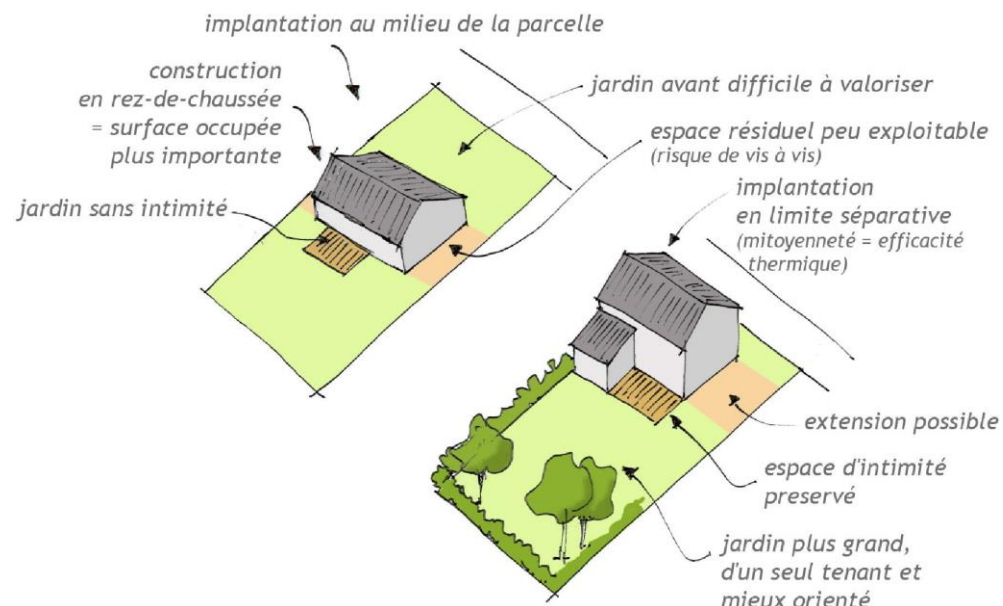 implantation au milieu de la parcelle
construction
en rez-de-chaussée
= surface occupée
plus importante
jardin sans intimité
jardin avant difficile à valoriser
espace résiduel peu exploitable
(risque de vis à vis)
implantation
en limite séparative
(mitoyenneté = efficacité
thermique)
extension possible
espace d'intimité
preservé
jardin plus grand,
d'un seul tenant et
mieux orienté